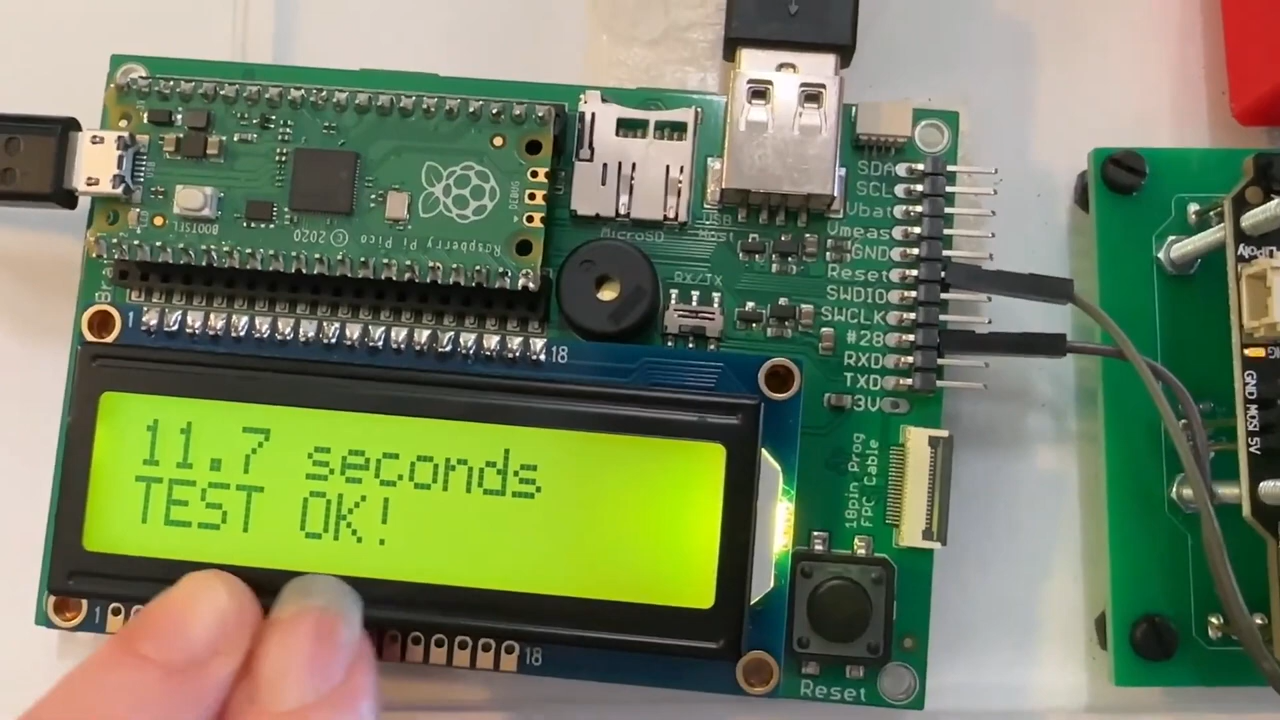 BOOTSEL
Raspberry Pi Pico © 2020
DEBUG
MicroSD
USB
Host
RX/TX
SDA
SCL
Vbat
Vmeas
GND
Reset
SWDIO
SWCLK
#28
RXD
TXD
3V
1
18
11.7 seconds
TEST OK!
18pin Prog
FPC Cable
1
18
Reset
LiPoly
GND MOSI 5V